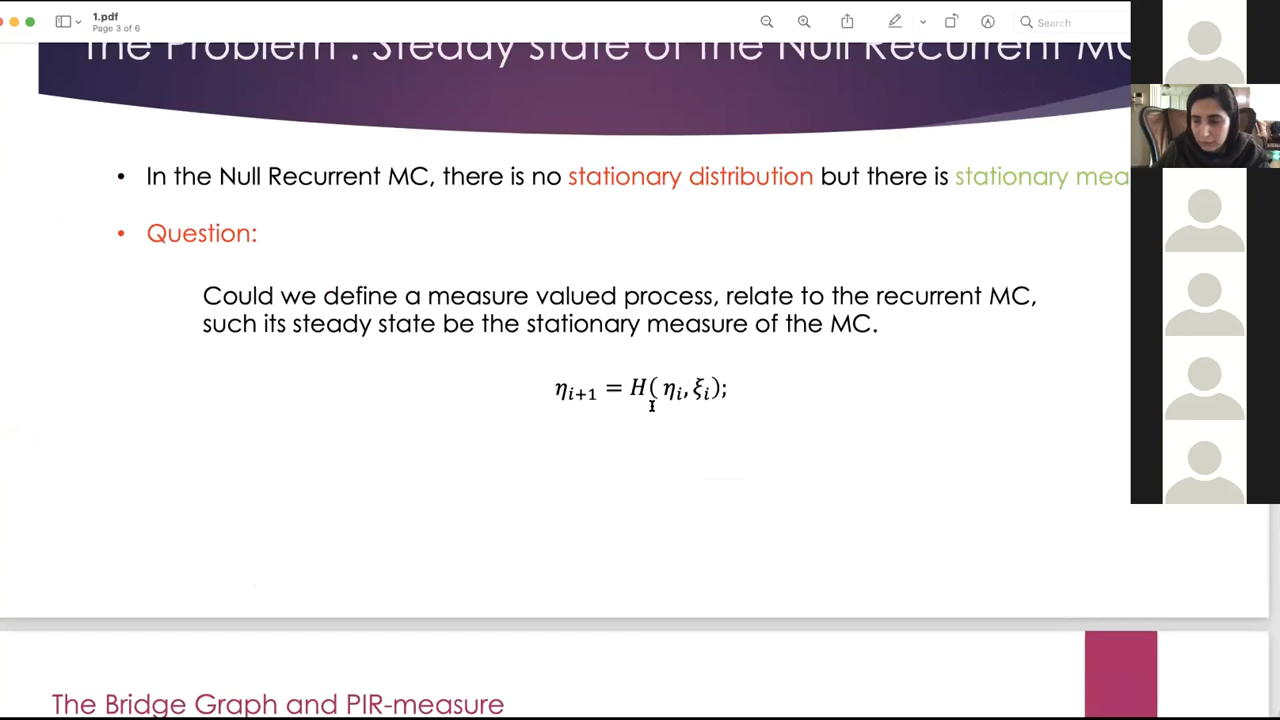 1.pdf
Page 3 of 6
Search
The Problem : Steady state of the Null Recurrent MC
• In the Null Recurrent MC, there is no stationary distribution but there is stationary mea
• Question:
Could we define a measure valued process, relate to the recurrent MC,
such its steady state be the stationary measure of the MC.
η_{i+1} = H( η_i, ξ_i);
The Bridge Graph and PIR-measure